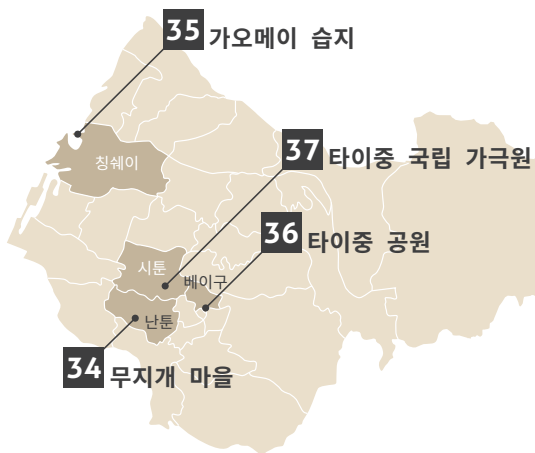 35 가오메이 습지
칭쉐이
37 타이중 국립 가극원
36 타이중 공원
시툰
베이구
난툰
34 무지개 마을